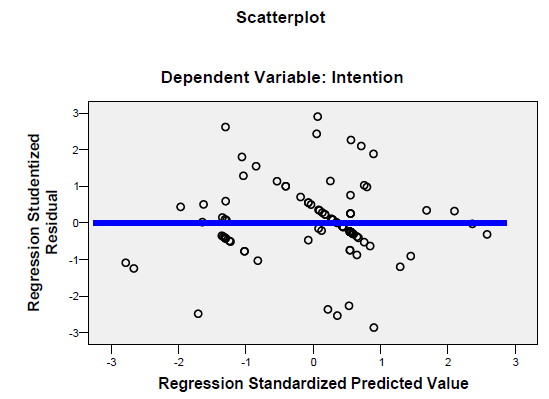 Scatterplot
Dependent Variable: Intention
Regression Studentized
Residual
3
2
1
0
-1
-2
-3
-3
-2
-1
0
1
2
3
Regression Standardized Predicted Value